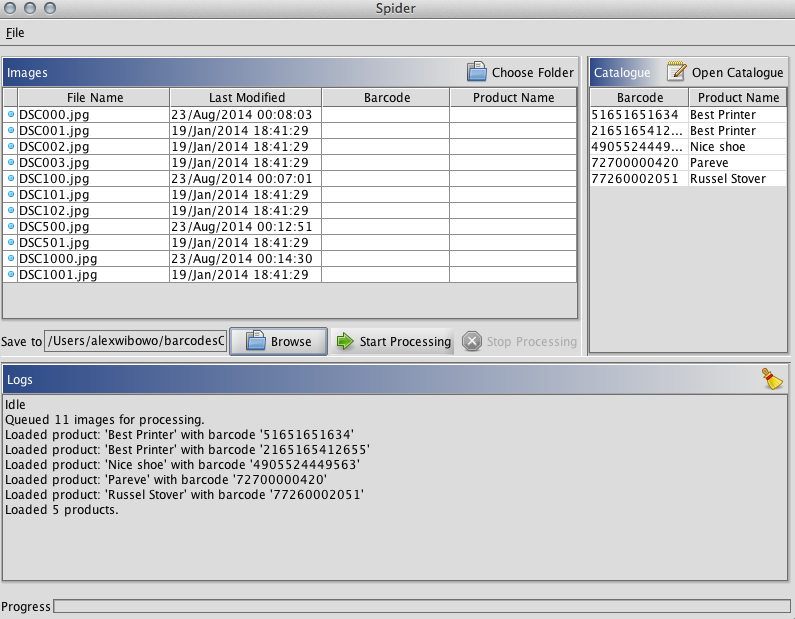 Spider
File
Images Choose Folder
File Name Last Modified Barcode Product Name
DSC000.jpg 23/Aug/2014 00:08:03
DSC001.jpg 19/Jan/2014 18:41:29
DSC002.jpg 19/Jan/2014 18:41:29
DSC003.jpg 19/Jan/2014 18:41:29
DSC100.jpg 23/Aug/2014 00:07:01
DSC101.jpg 19/Jan/2014 18:41:29
DSC102.jpg 19/Jan/2014 18:41:29
DSC500.jpg 23/Aug/2014 00:12:51
DSC501.jpg 19/Jan/2014 18:41:29
DSC1000.jpg 23/Aug/2014 00:14:30
DSC1001.jpg 19/Jan/2014 18:41:29
Save to /Users/alexwibowo/barcodesC Browse Start Processing Stop Processing
Catalogue Open Catalogue
Barcode Product Name
51651651634 Best Printer
2165165412... Best Printer
4905524449... Nice shoe
72700000420 Pareve
77260002051 Russel Stover
Logs
Idle
Queued 11 images for processing.
Loaded product: 'Best Printer' with barcode '51651651634'
Loaded product: 'Best Printer' with barcode '2165165412655'
Loaded product: 'Nice shoe' with barcode '4905524449563'
Loaded product: 'Pareve' with barcode '72700000420'
Loaded product: 'Russel Stover' with barcode '77260002051'
Loaded 5 products.
Progress